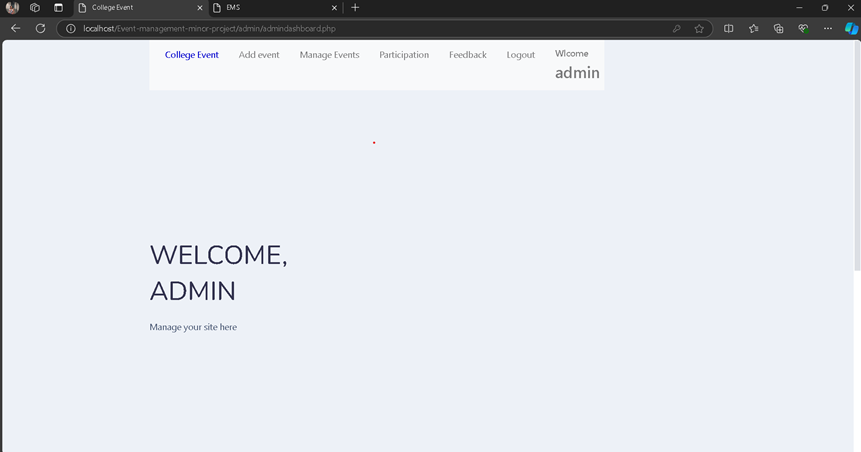 College Event
EMS
localhost/Event-management-minor-project/admin/admindashboard.php
College Event Add event Manage Events Participation Feedback Logout Wlcome
admin
WELCOME,
ADMIN
Manage your site here